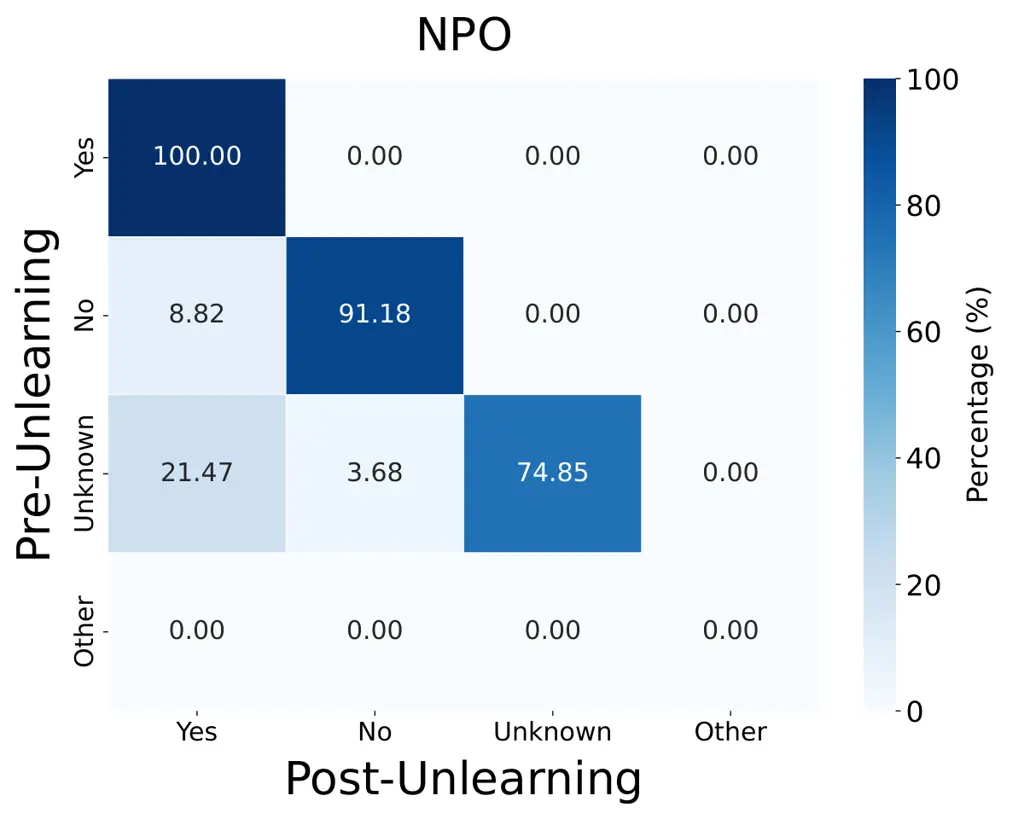 NPO
Pre-Unlearning
Yes
100.00 0.00 0.00 0.00
No
8.82 91.18 0.00 0.00
Unknown
21.47 3.68 74.85 0.00
Other
0.00 0.00 0.00 0.00
Yes No Unknown Other
Post-Unlearning
100
80
60
40
20
0
Percentage (%)